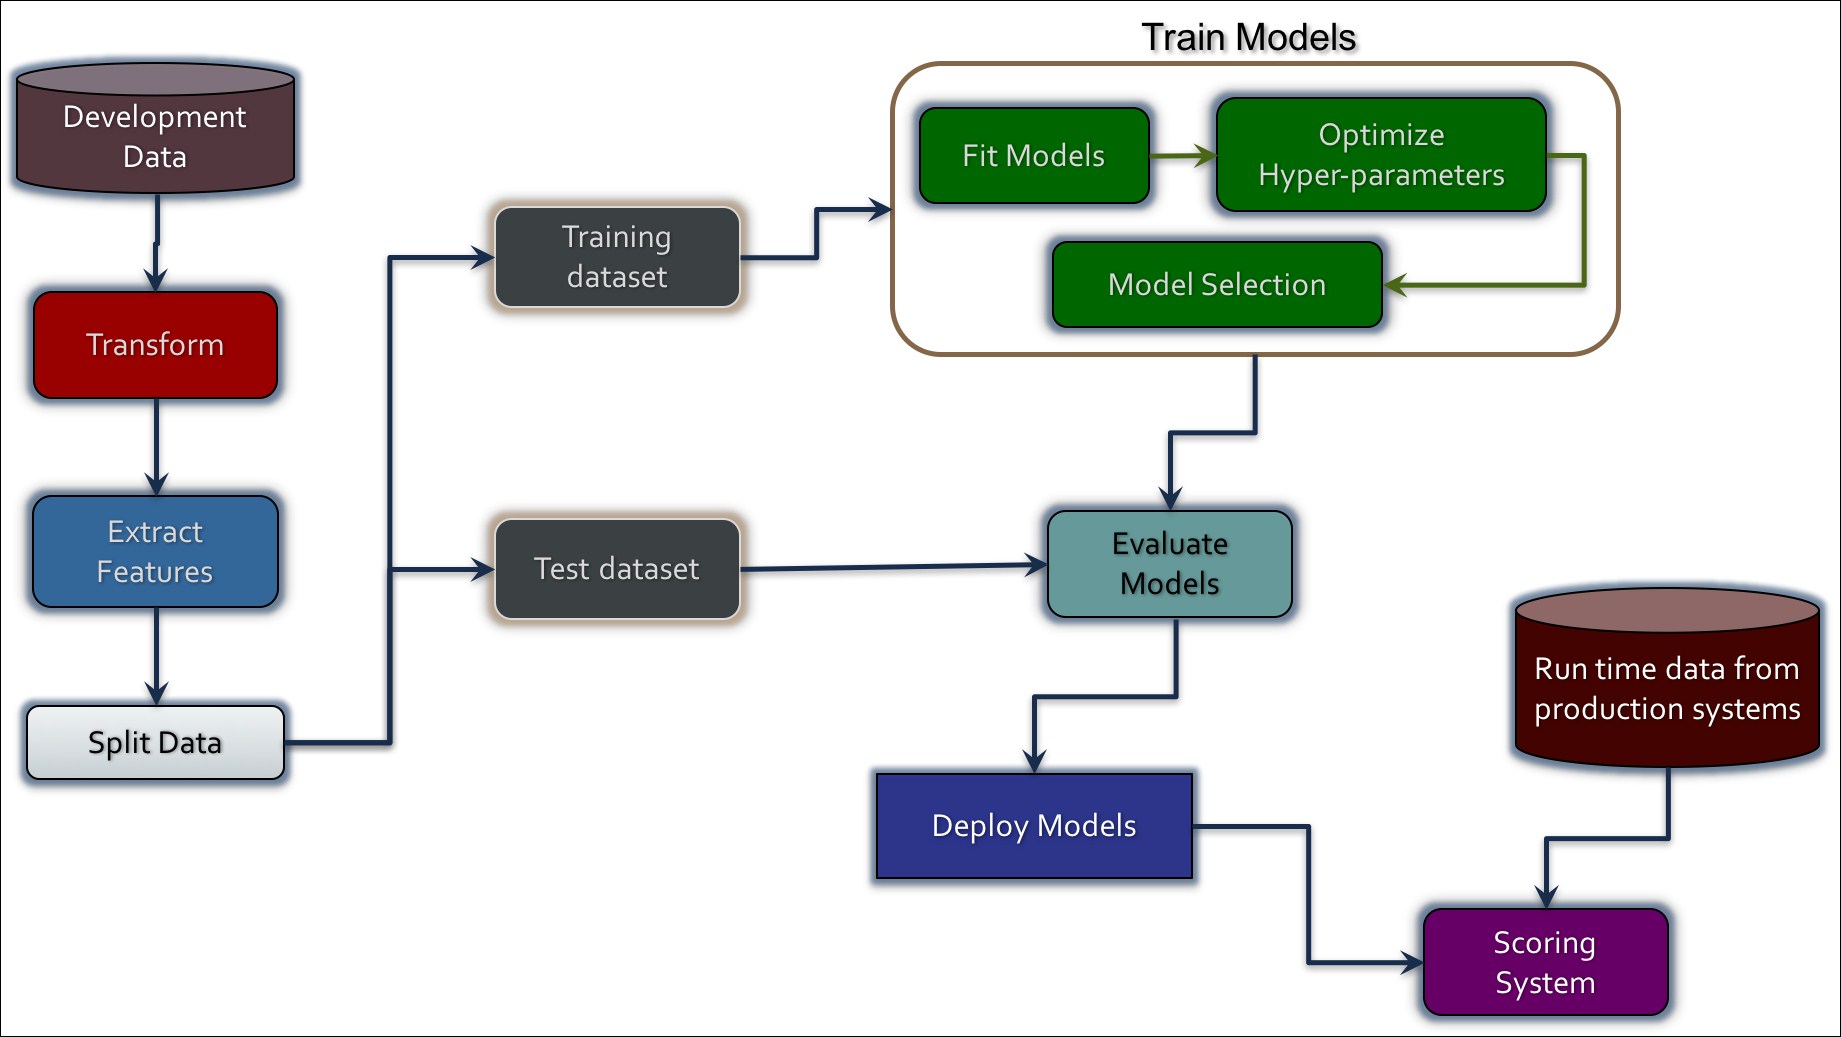 Train Models
Development
Data
Fit Models
Optimize
Hyper-parameters
Training
dataset
Model Selection
Transform
Extract
Features
Test dataset
Evaluate
Models
Run time data from
production systems
Split Data
Deploy Models
Scoring
System